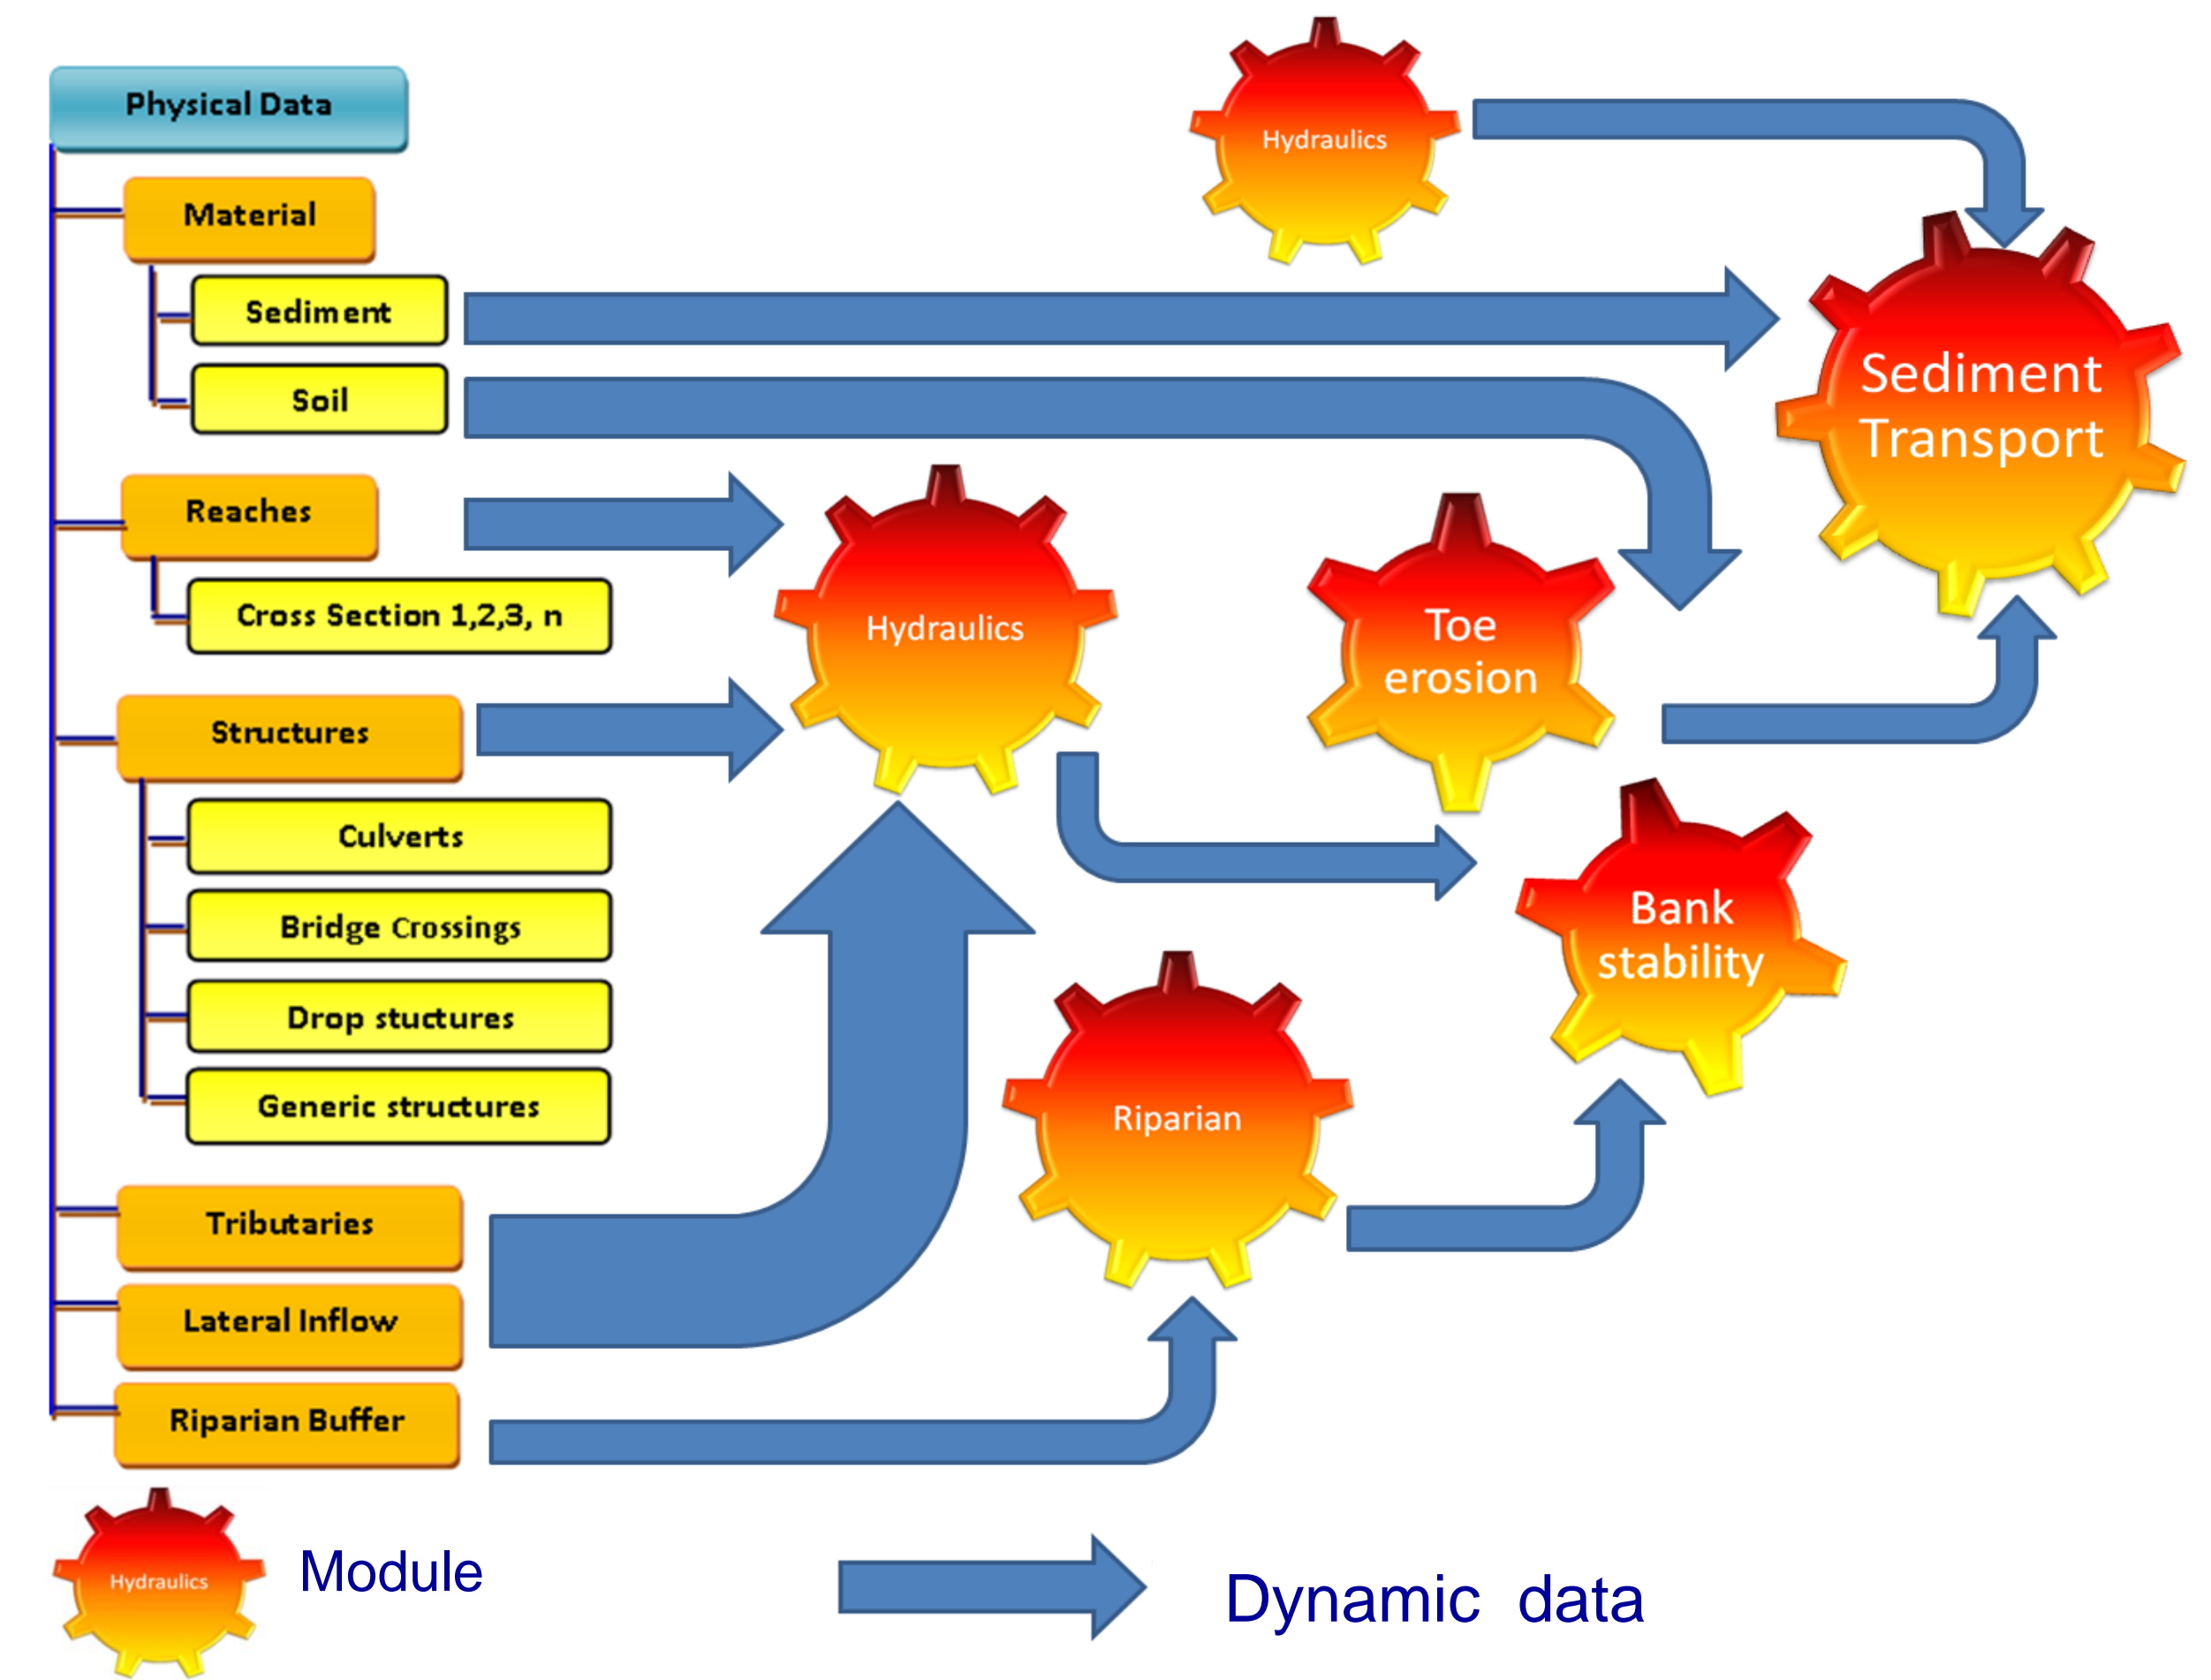 Physical Data
Material
Sediment
Soil
Reaches
Cross Section 1,2,3, n
Structures
Culverts
Bridge Crossings
Drop stuctures
Generic structures
Tributaries
Lateral Inflow
Riparian Buffer
Hydraulics
Sediment
Transport
Hydraulics
Toe
erosion
Bank
stability
Riparian
Hydraulics
Module
Dynamic data